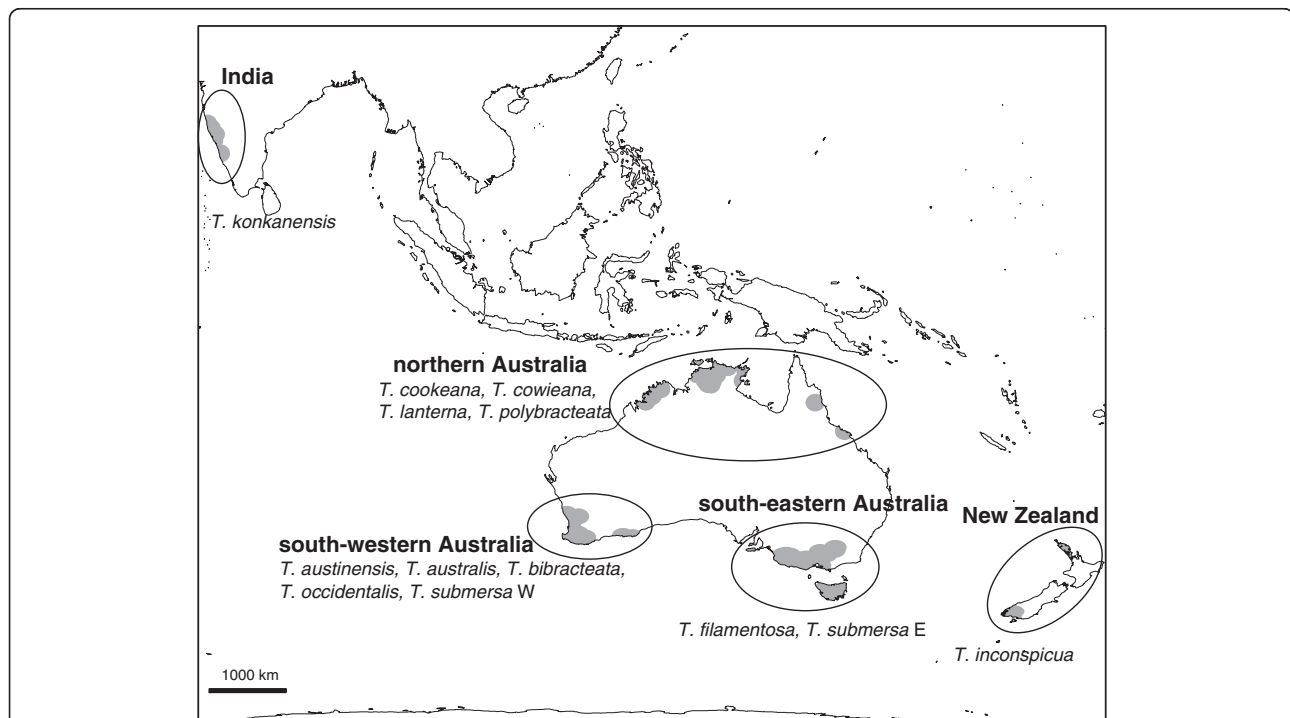 India
T. konkanensis
northern Australia
T. cookeana, T. cowieana,
T. lanterna, T. polybracteata
south-western Australia
T. austinensis, T. australis, T. bibracteata,
T. occidentalis, T. submersa W
south-eastern Australia
T. filamentosa, T. submersa E
New Zealand
T. inconspicua
1000 km